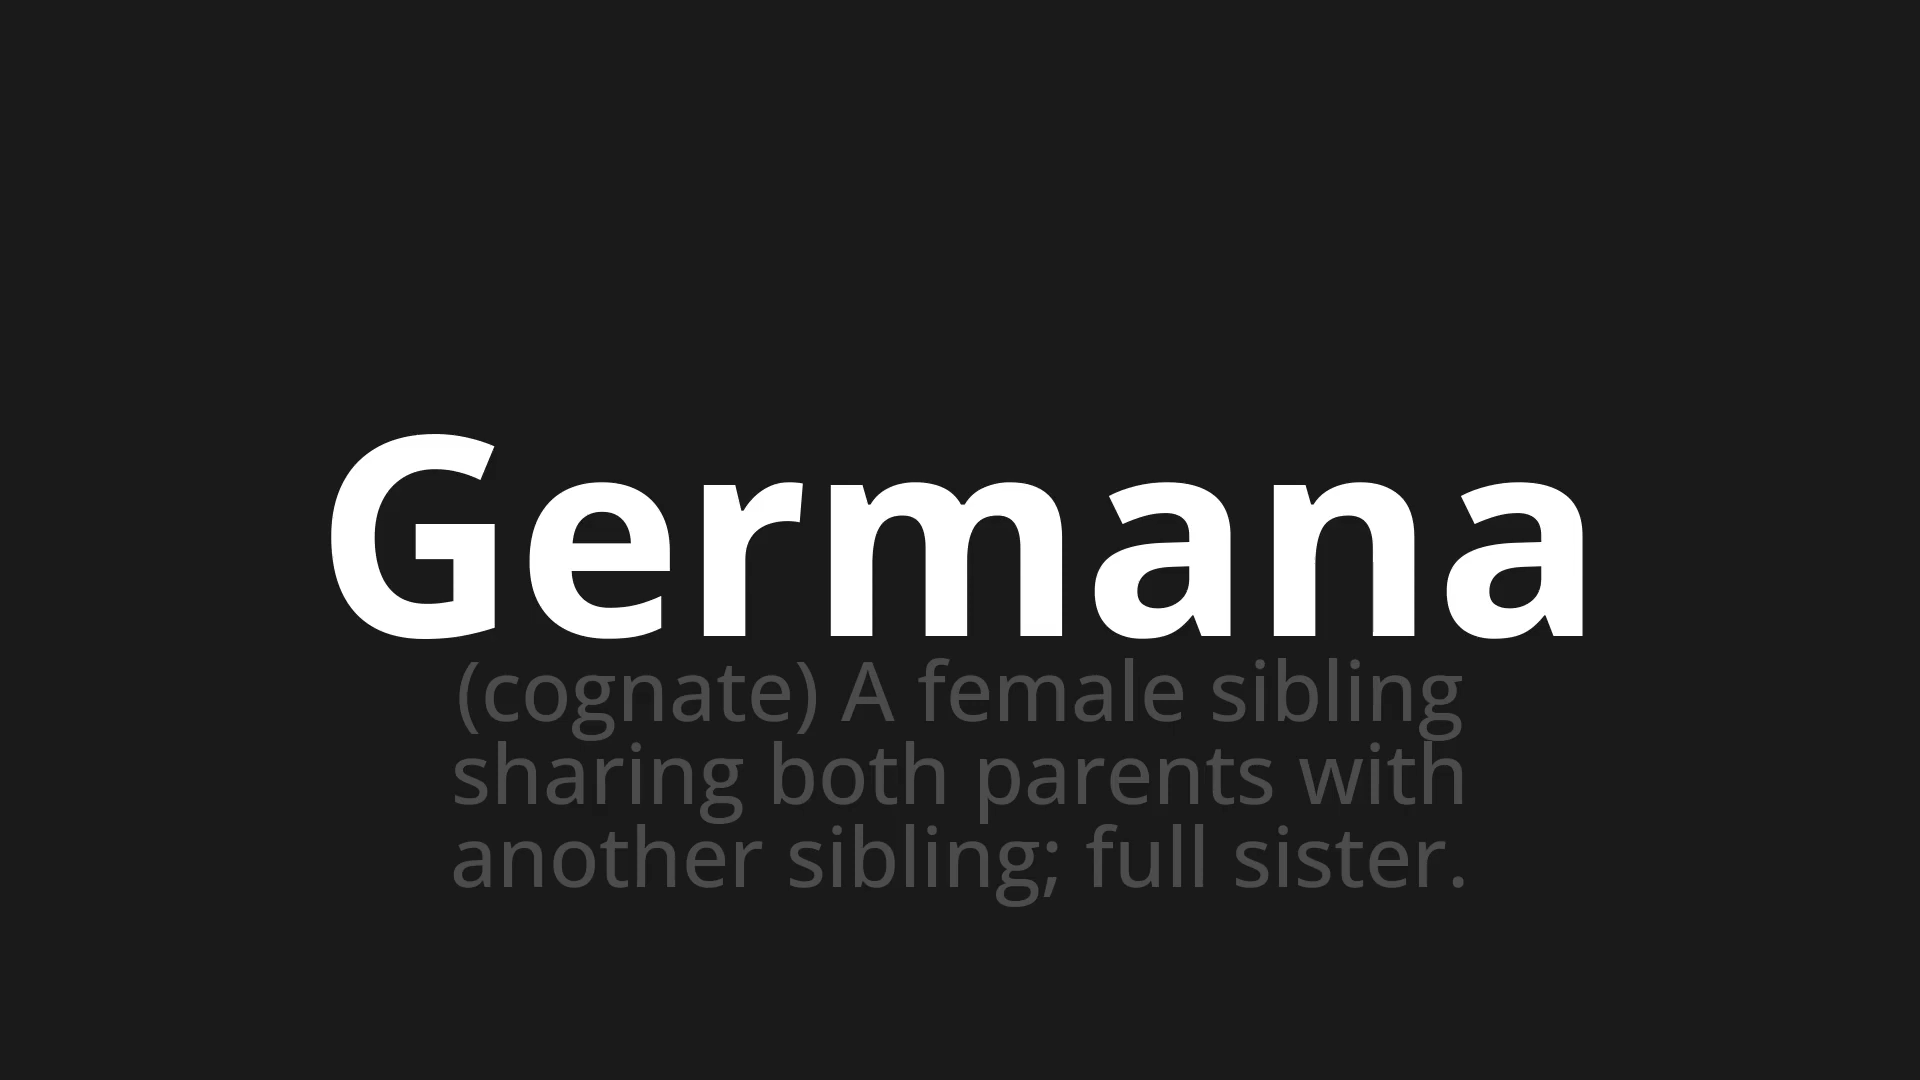 Germana
(cognate) A female sibling
sharing both parents with
another sibling; full sister.